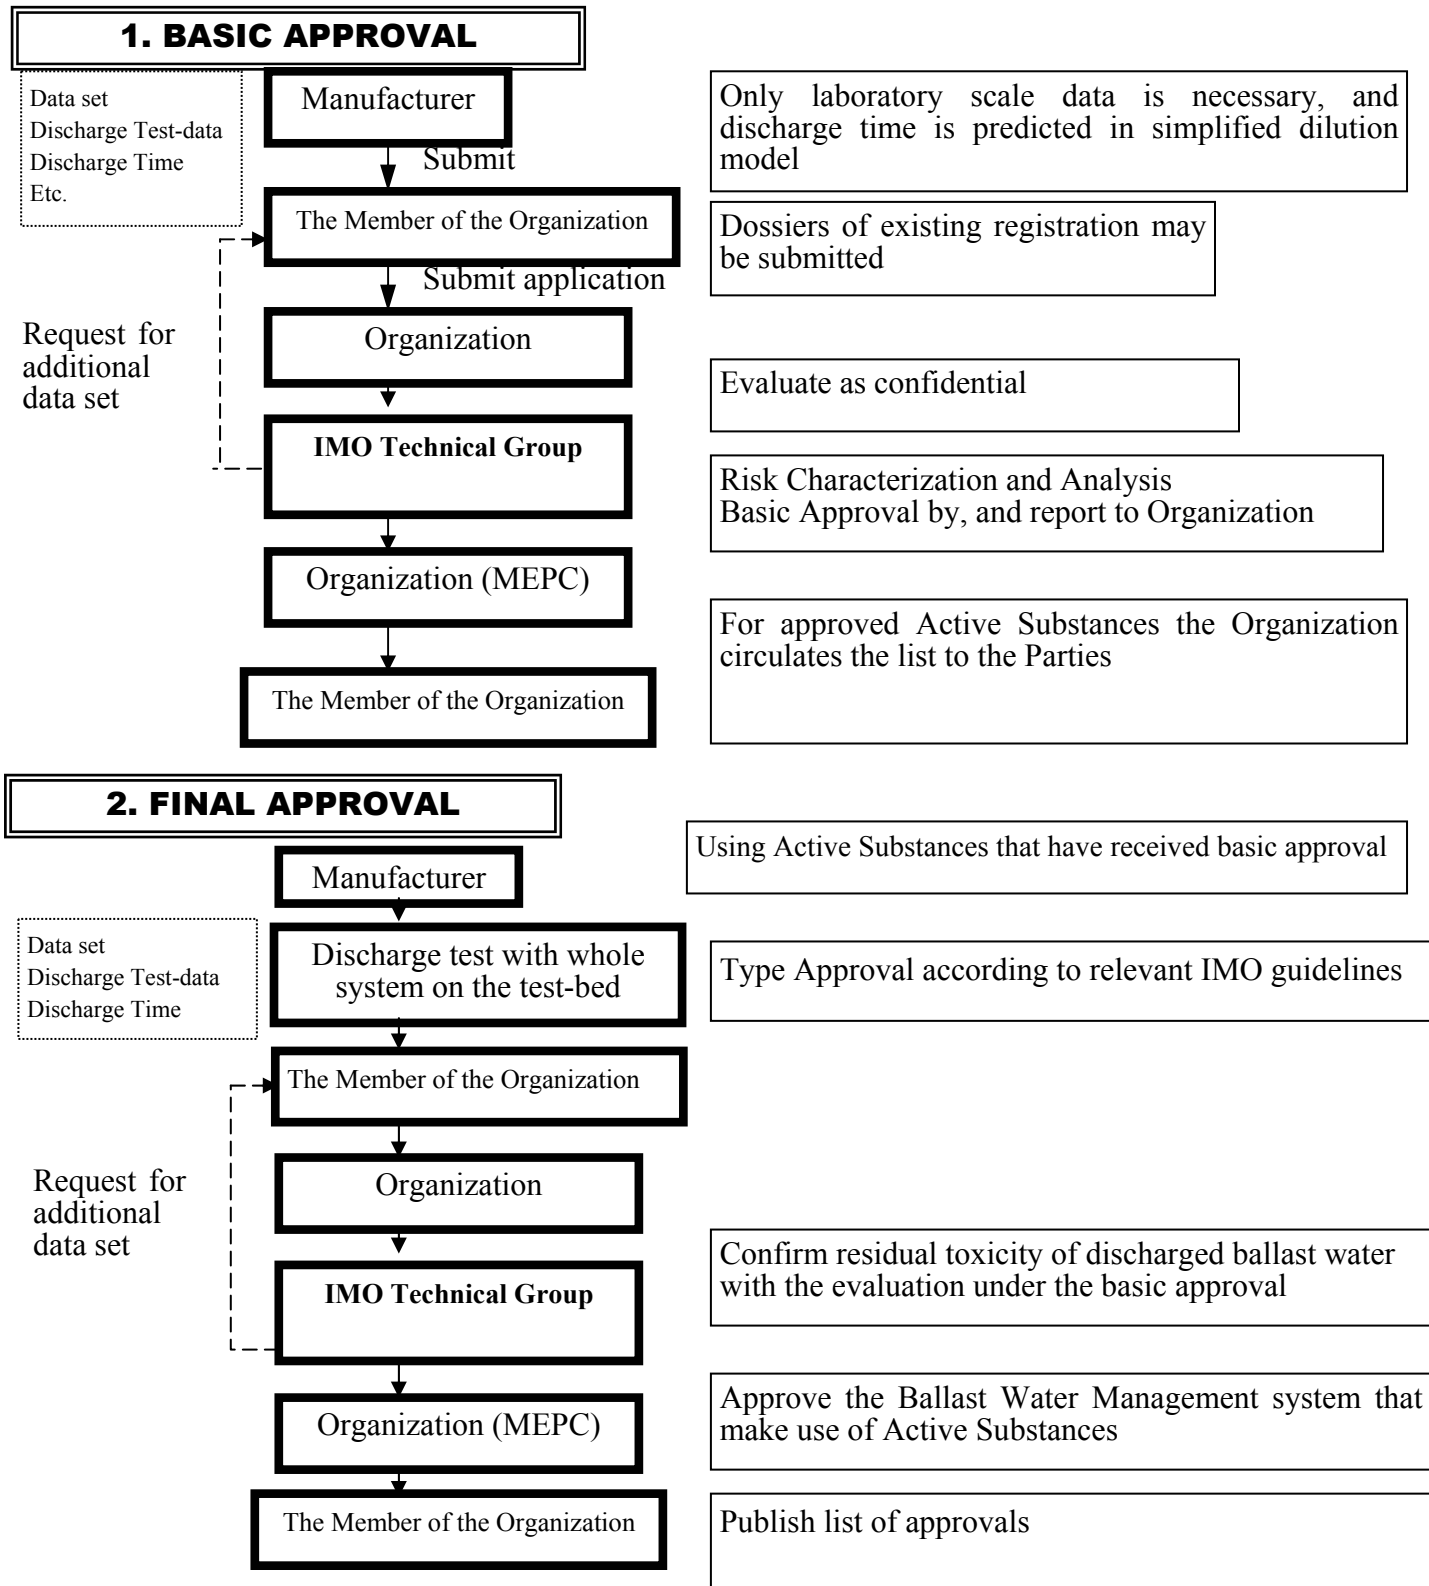 1. BASIC APPROVAL
Data set
Discharge Test-data
Discharge Time
Etc.
Manufacturer
Only laboratory scale data is necessary, and
discharge time is predicted in simplified dilution
model
Submit
The Member of the Organization
Dossiers of existing registration may
be submitted
Submit application
Organization
Request for
additional
data set
Evaluate as confidential
IMO Technical Group
Risk Characterization and Analysis
Basic Approval by, and report to Organization
Organization (MEPC)
For approved Active Substances the Organization
circulates the list to the Parties
The Member of the Organization
2. FINAL APPROVAL
Using Active Substances that have received basic approval
Manufacturer
Data set
Discharge Test-data
Discharge Time
Discharge test with whole
system on the test-bed
Type Approval according to relevant IMO guidelines
The Member of the Organization
Organization
Request for
additional
data set
Confirm residual toxicity of discharged ballast water
with the evaluation under the basic approval
IMO Technical Group
Approve the Ballast Water Management system that
make use of Active Substances
Organization (MEPC)
The Member of the Organization
Publish list of approvals